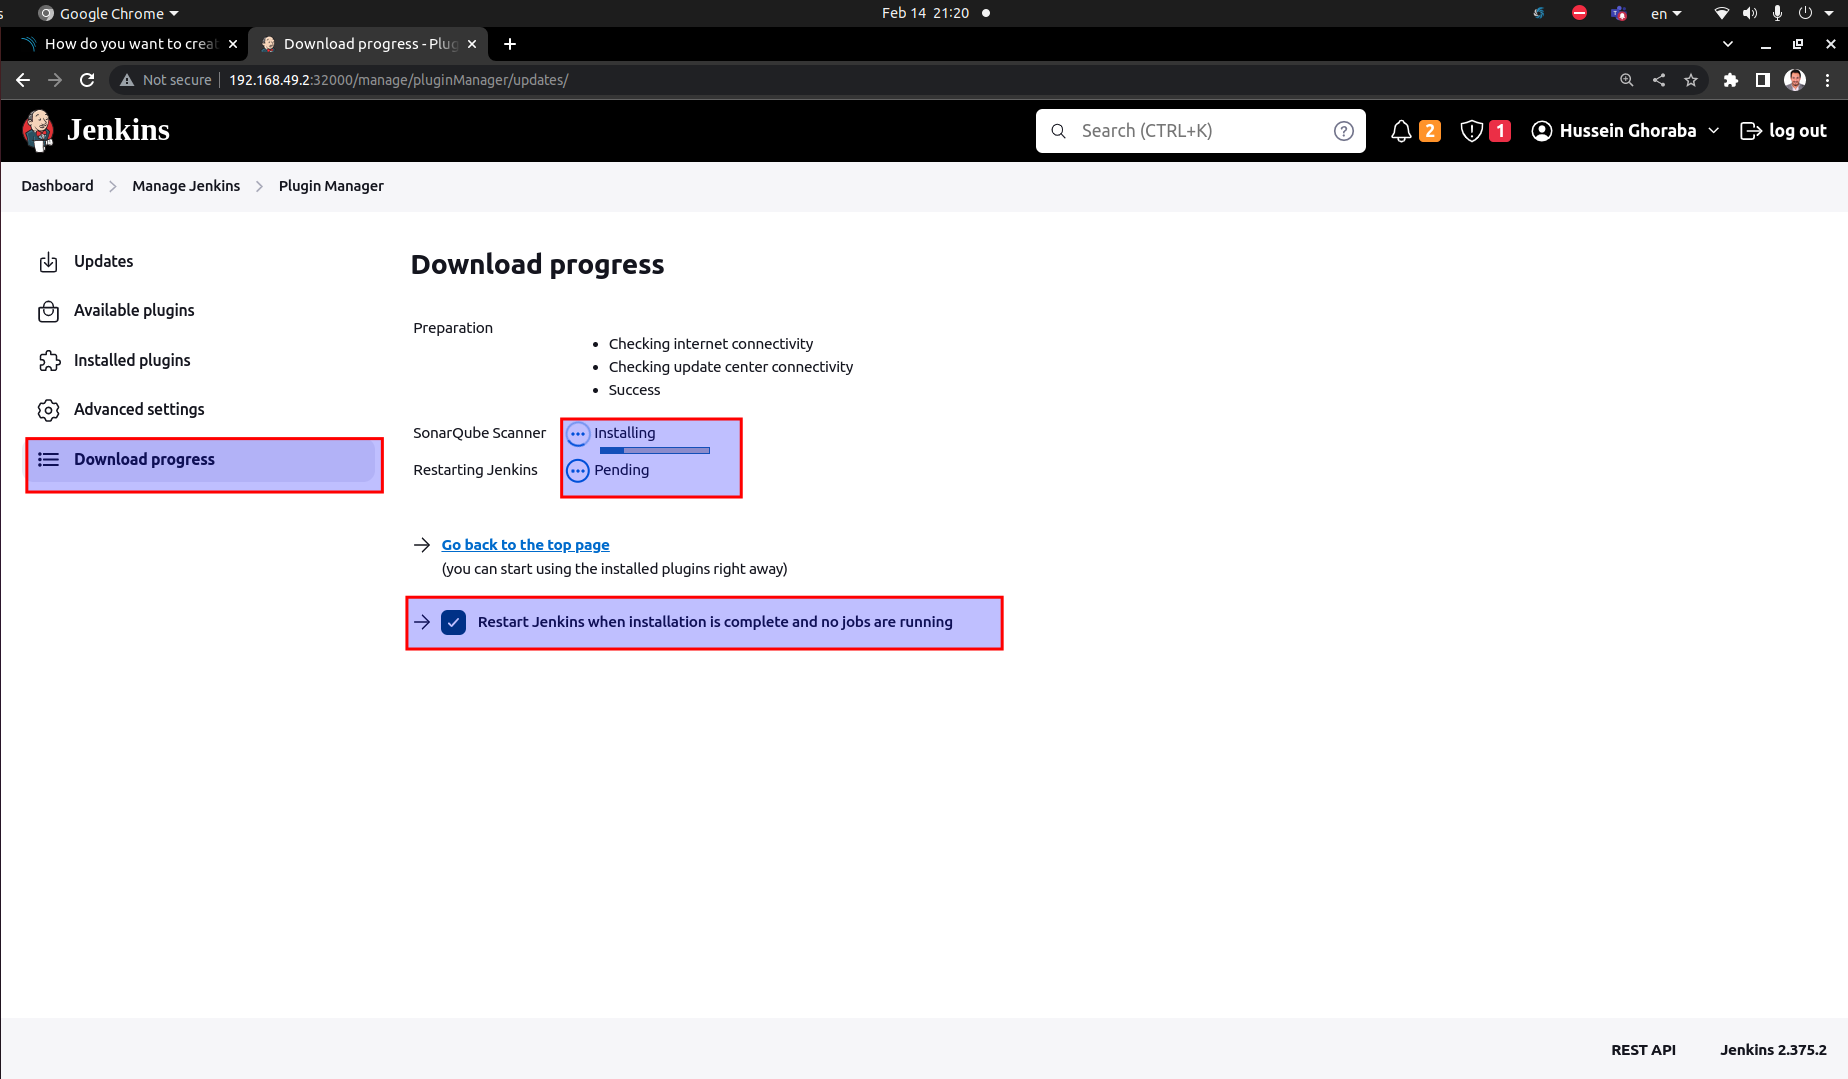 s Google Chrome Feb 14 21:20 en
How do you want to creat Download progress - Plug
Not secure 192.168.49.2:32000/manage/pluginManager/updates/
Jenkins Search (CTRL+K) ? 2 1 Hussein Ghoraba log out
Dashboard Manage Jenkins Plugin Manager
Updates
Available plugins
Installed plugins
Advanced settings
Download progress
Download progress
Preparation
• Checking internet connectivity
• Checking update center connectivity
• Success
SonarQube Scanner Installing
Restarting Jenkins Pending
Go back to the top page
(you can start using the installed plugins right away)
Restart Jenkins when installation is complete and no jobs are running
REST API Jenkins 2.375.2